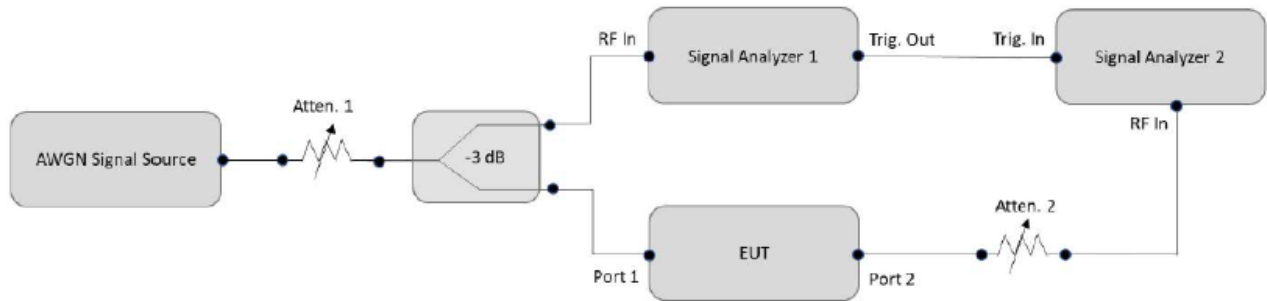 RF In
Signal Analyzer 1
Trig. Out
Trig. In
Signal Analyzer 2
RF In
Atten. 1
AWGN Signal Source
-3 dB
Atten. 2
EUT
Port 1
Port 2